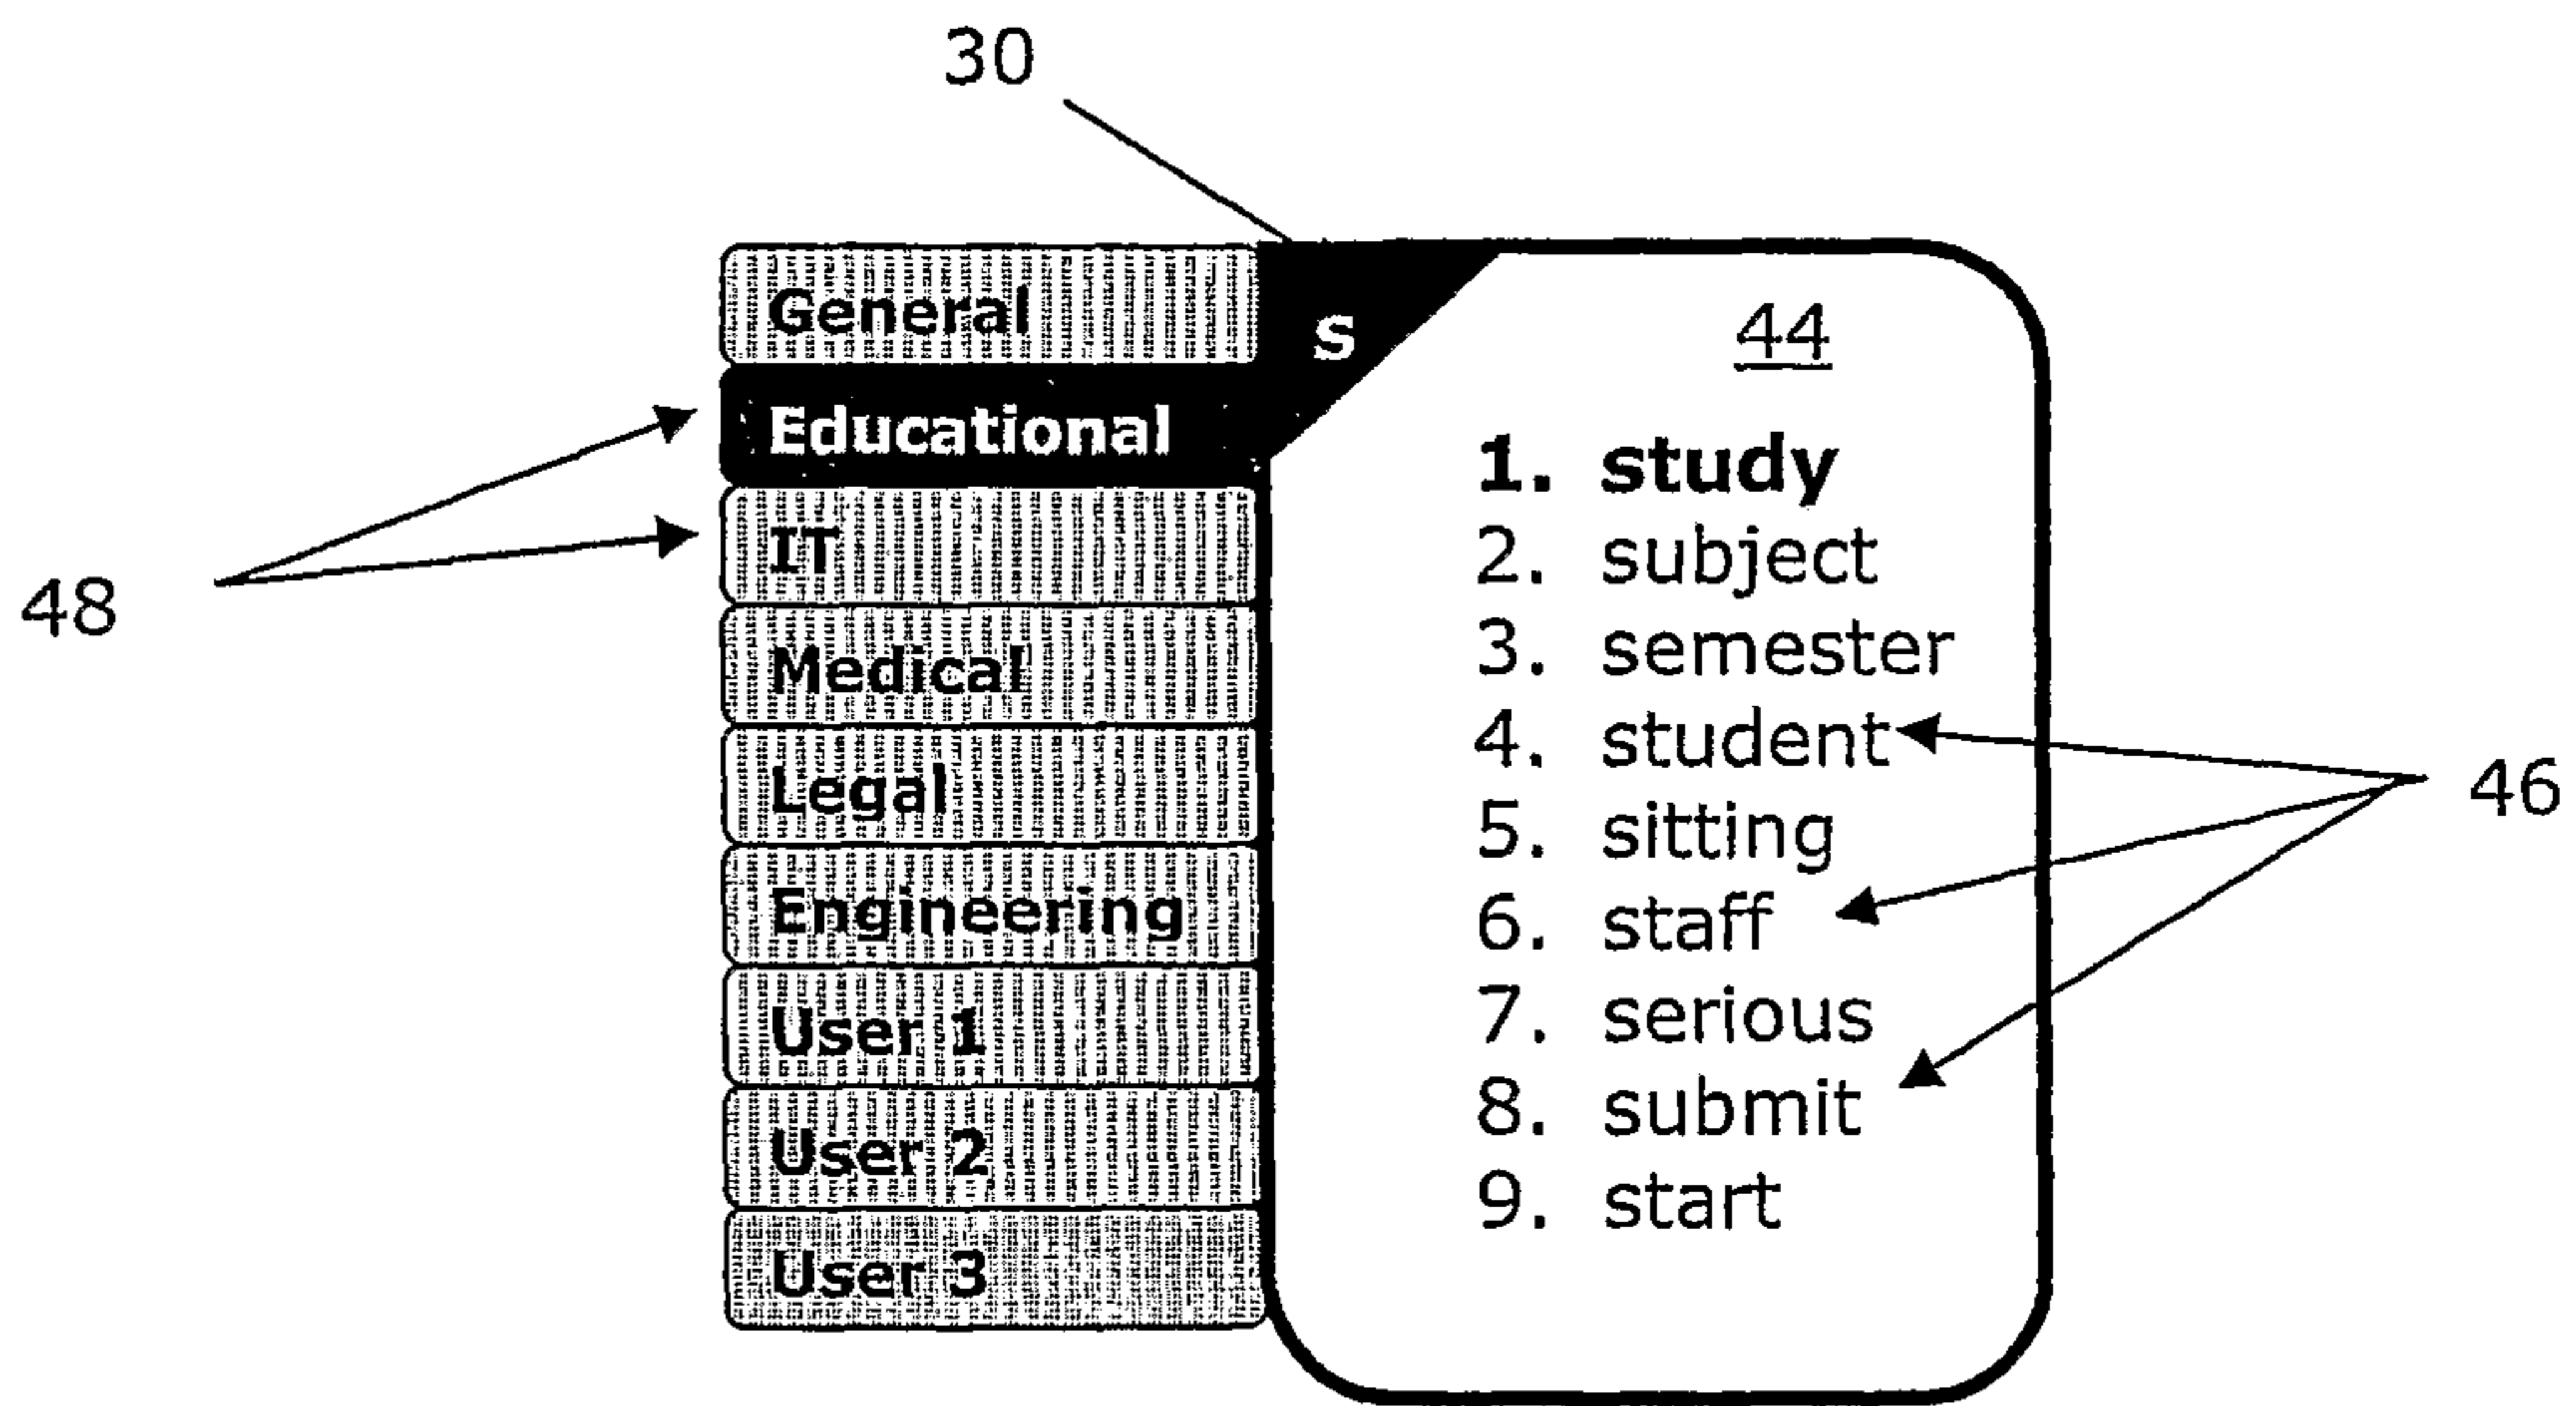 30
General
Educational
IT
Medical
Legal
Engineering
User 1
User 2
User 3
48
S
44
1. study
2. subject
3. semester
4. student
5. sitting
6. staff
7. serious
8. submit
9. start
46